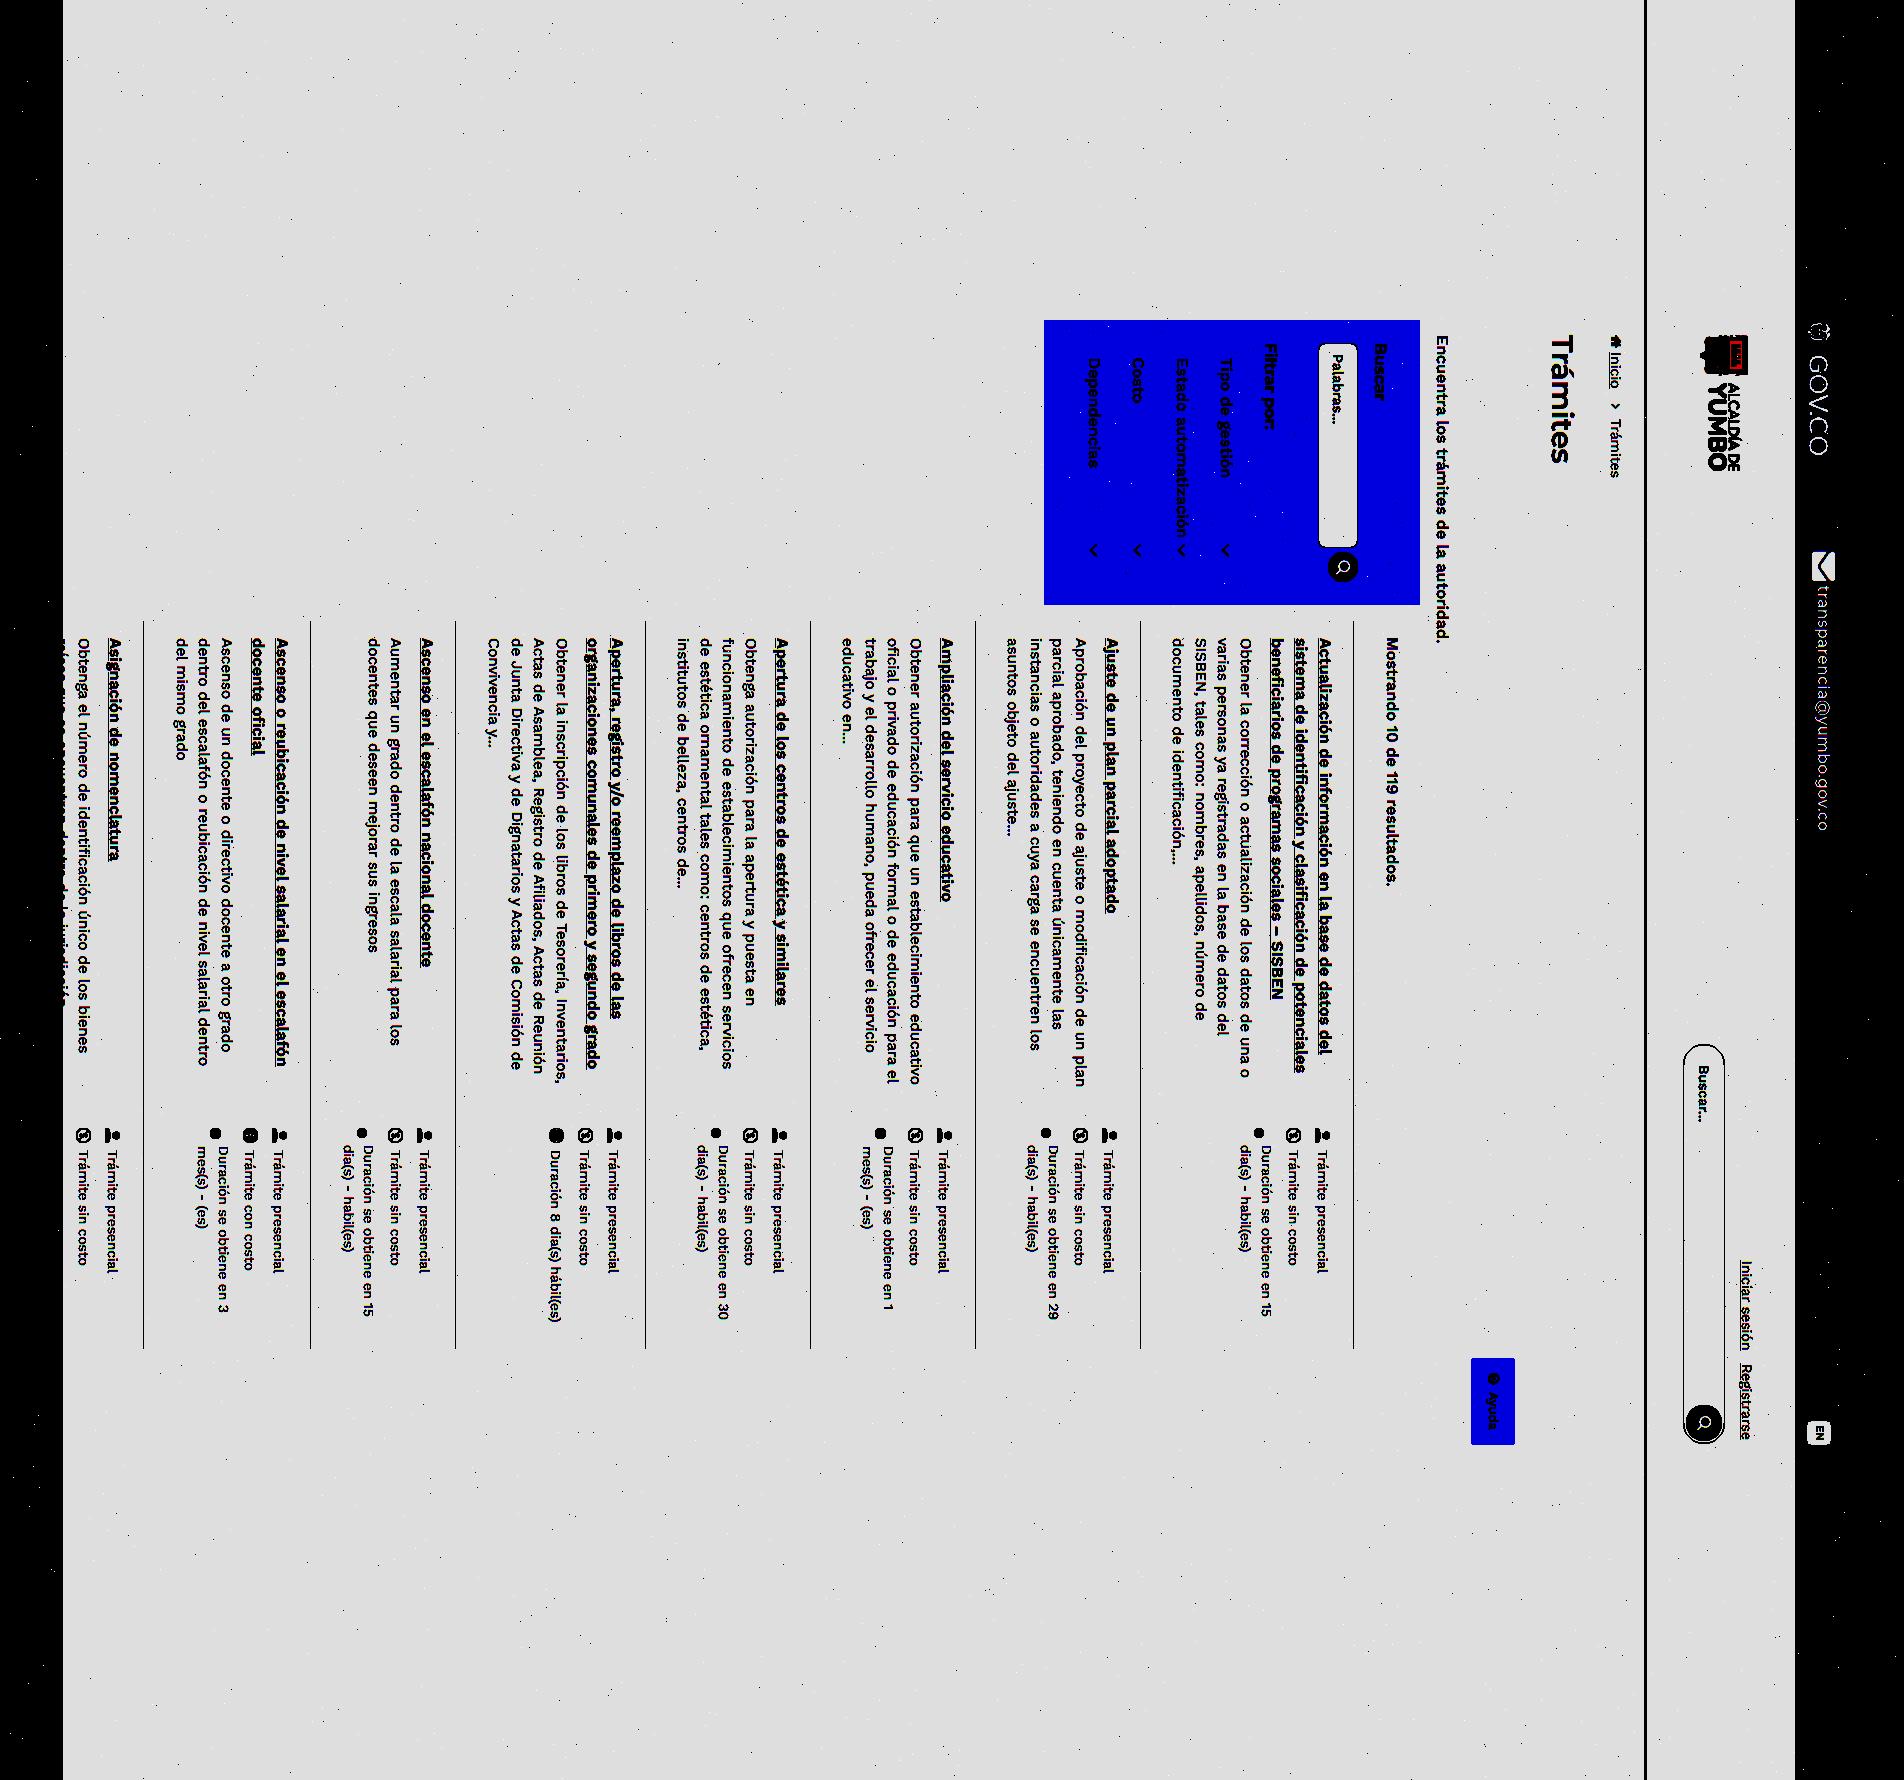 GOV.CO
transparencia@yumbo.gov.co
EN
ALCALDÍA DE
YUMBO
Iniciar sesión Registrarse
Buscar...
Inicio > Trámites
Trámites
Ayuda
Encuentra los trámites de la autoridad.
Buscar
Palabras...
Filtrar por:
Tipo de gestión
Estado automatización
Costo
Dependencias
Mostrando 10 de 119 resultados.
Actualización de información en la base de datos del
sistema de identificación y clasificación de potenciales
beneficiarios de programas sociales – SISBEN
Obtener la corrección o actualización de los datos de una o
varias personas ya registradas en la base de datos del
SISBEN, tales como: nombres, apellidos, número de
documento de identificación,...
Trámite presencial
Trámite sin costo
Duración se obtiene en 15
dia(s) - habil(es)
Ajuste de un plan parcial adoptado
Aprobación del proyecto de ajuste o modificación de un plan
parcial aprobado, teniendo en cuenta únicamente las
instancias o autoridades a cuya carga se encuentren los
asuntos objeto del ajuste...
Trámite presencial
Trámite sin costo
Duración se obtiene en 29
dia(s) - habil(es)
Ampliación del servicio educativo
Obtener autorización para que un establecimiento educativo
oficial o privado de educación formal o de educación para el
trabajo y el desarrollo humano, pueda ofrecer el servicio
educativo en...
Trámite presencial
Trámite sin costo
Duración se obtiene en 1
mes(s) - (es)
Apertura de los centros de estética y similares
Obtenga autorización para la apertura y puesta en
funcionamiento de establecimientos que ofrecen servicios
de estética ornamental tales como: centros de estética,
institutos de belleza, centros de...
Trámite presencial
Trámite sin costo
Duración se obtiene en 30
dia(s) - habil(es)
Apertura, registro y/o reemplazo de libros de las
organizaciones comunales de primero y segundo grado
Obtener la inscripción de los libros de Tesorería, Inventarios,
Actas de Asamblea, Registro de Afiliados, Actas de Reunión
de Junta Directiva y de Dignatarios y Actas de Comisión de
Convivencia y...
Trámite presencial
Trámite sin costo
Duración 8 dia(s) hábil(es)
Ascenso en el escalafón nacional docente
Aumentar un grado dentro de la escala salarial para los
docentes que deseen mejorar sus ingresos
Trámite presencial
Trámite sin costo
Duración se obtiene en 15
dia(s) - habil(es)
Ascenso o reubicación de nivel salarial en el escalafón
docente oficial
Ascenso de un docente o directivo docente a otro grado
dentro del escalafón o reubicación de nivel salarial dentro
del mismo grado
Trámite presencial
Trámite con costo
Duración se obtiene en 3
mes(s) - (es)
Asignación de nomenclatura
Obtenga el número de identificación único de los bienes
Trámite presencial
Trámite sin costo